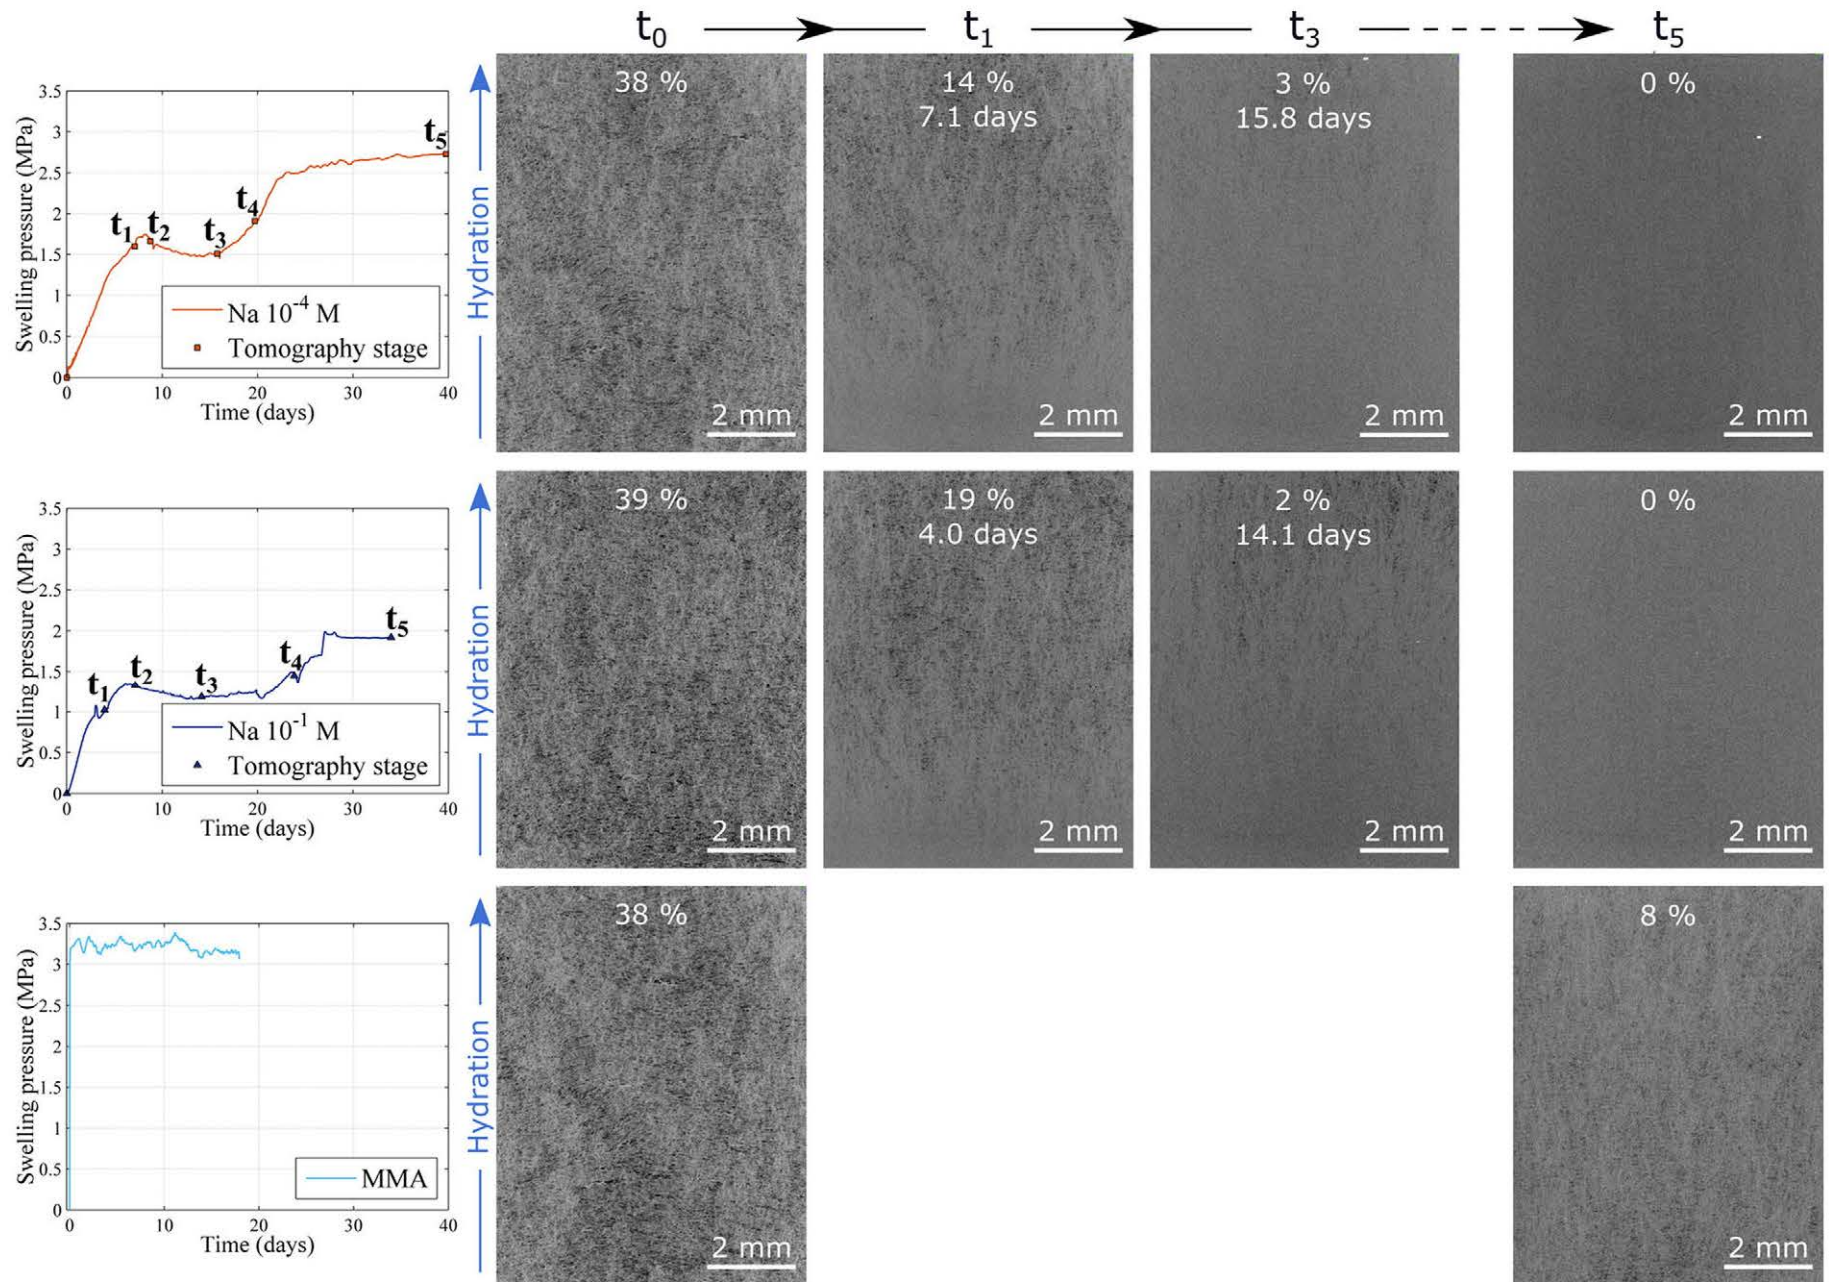 t0 t1 t3 t5
3.5
3
2.5
2
1.5
1
0.5
0
0 10 20 30 40
Swelling pressure (MPa)
Time (days)
t1 t2 t3 t4 t5
Na 10-4 M
Tomography stage
Hydration
38 %
2 mm
14 %
7.1 days
2 mm
3 %
15.8 days
2 mm
0 %
2 mm
3.5
3
2.5
2
1.5
1
0.5
0
0 10 20 30 40
Swelling pressure (MPa)
Time (days)
t1 t2 t3 t4 t5
Na 10-1 M
Tomography stage
Hydration
39 %
2 mm
19 %
4.0 days
2 mm
2 %
14.1 days
2 mm
0 %
2 mm
3.5
3
2.5
2
1.5
1
0.5
0
0 10 20 30 40
Swelling pressure (MPa)
Time (days)
MMA
Hydration
38 %
2 mm
8 %
2 mm